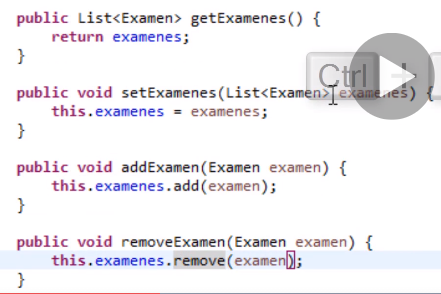 public List<Examen> getExamenes() {
return examenes;
}
public void setExamenes(List<Examen> examenes) {
this.examenes = examenes;
}
public void addExamen(Examen examen) {
this.examenes.add(examen);
}
public void removeExamen(Examen examen) {
this.examenes.remove(examen);
}
Ctrl +